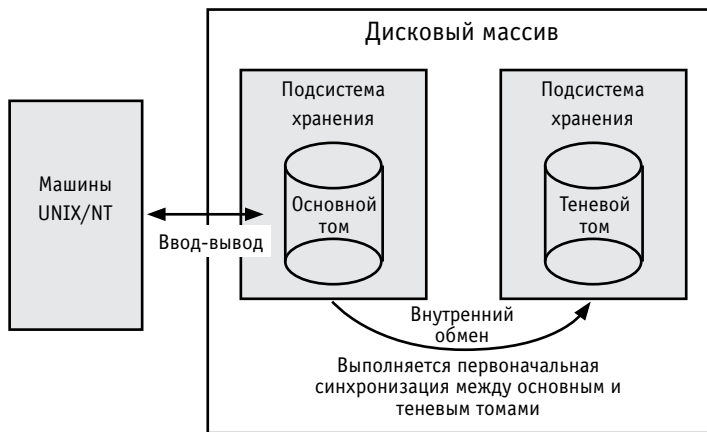 Дисковый массив
Подсистема
хранения
Подсистема
хранения
Машины
UNIX/NT
Основной
том
Теневой
том
Ввод-вывод
Внутренний
обмен
Выполняется первоначальная
синхронизация между основным и
теневым томами